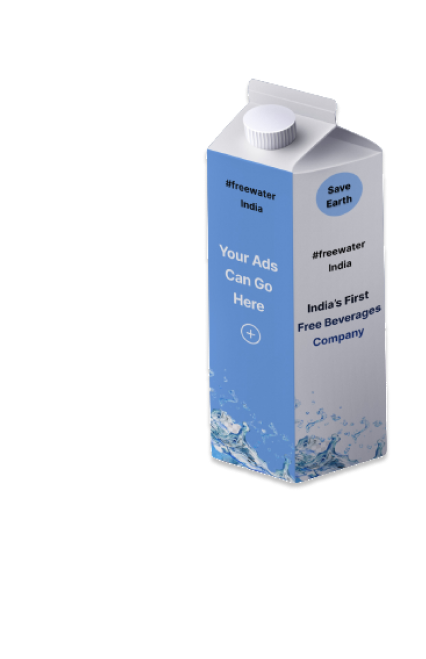 #freewater
India
Your Ads
Can Go
Here
Save
Earth
#freewater
India
India's First
Free Beverages
Company